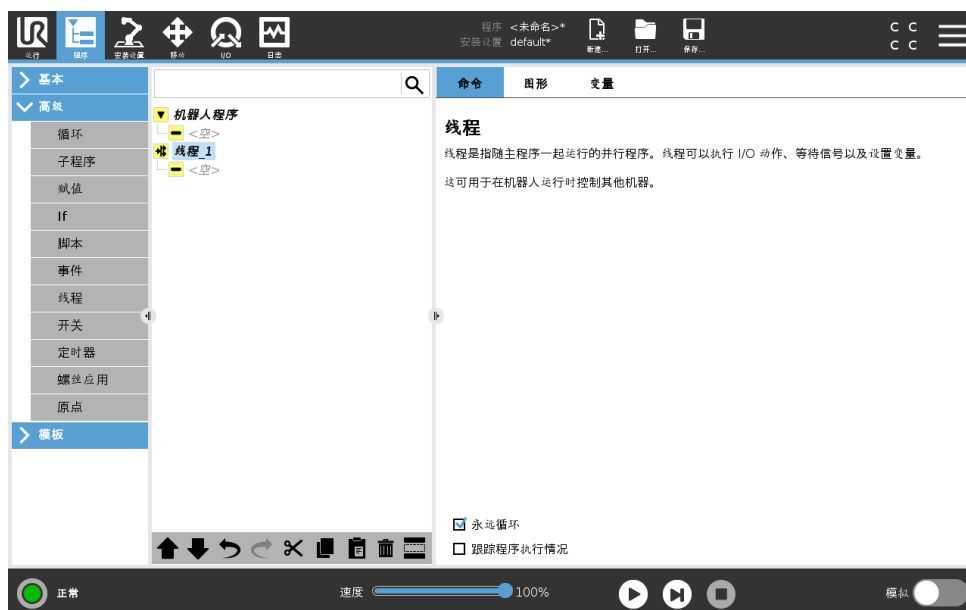 UR
运行
程序
安装设置
移动
I/O
日志
程序 <未命名>*
安装设置 default*
新建...
打开...
保存...
C C
C C
基本
高级
循环
子程序
赋值
If
脚本
事件
线程
开关
定时器
螺丝应用
原点
模板
机器人程序
<空>
线程_1
<空>
命令 图形 变量
线程
线程是指随主程序一起运行的并行程序。线程可以执行 I/O 动作、等待信号以及设置变量。
这可用于在机器人运行时控制其他机器。
永远循环
跟踪程序执行情况
正常
速度 100%
模拟